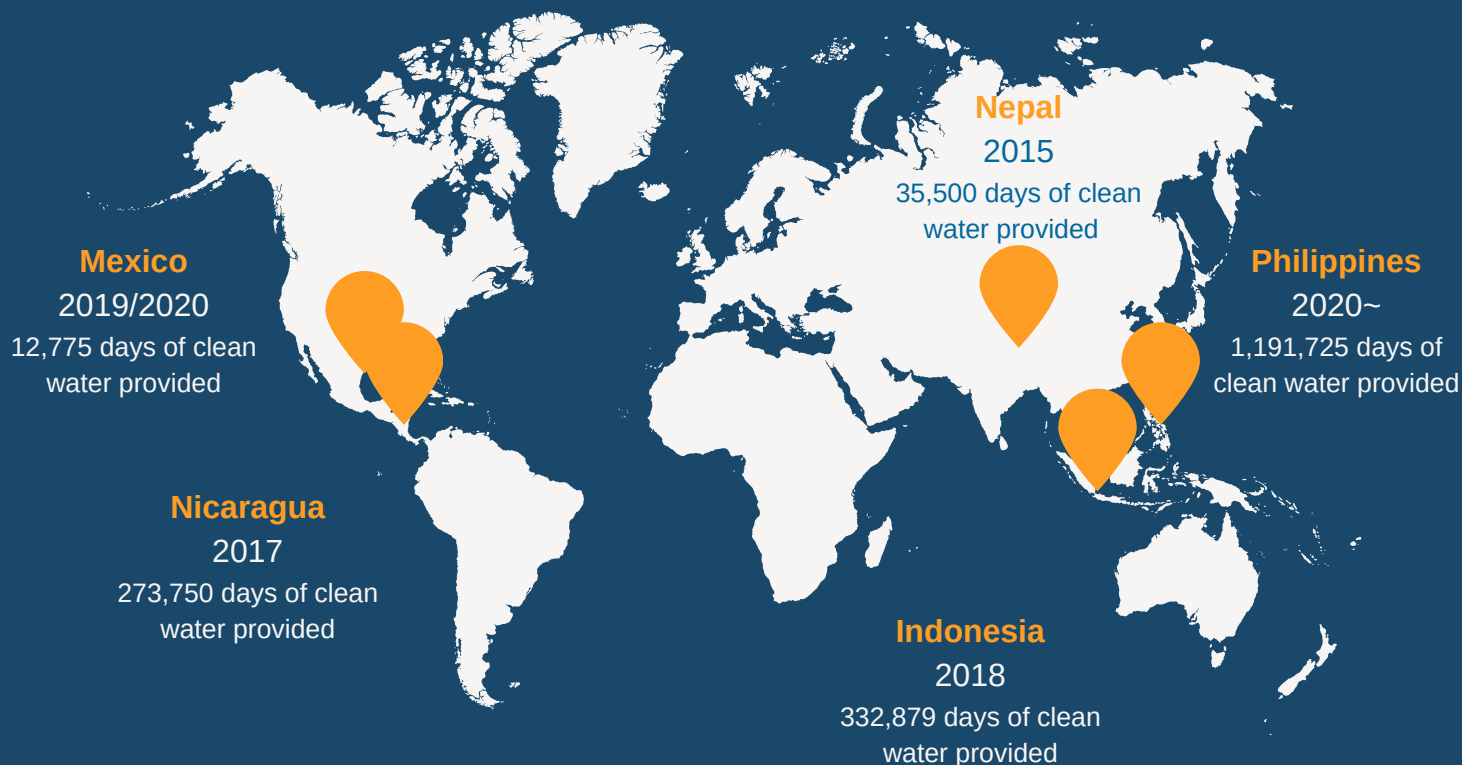 Nepal
2015
35,500 days of clean
water provided
Mexico
2019/2020
12,775 days of clean
water provided
Philippines
2020~
1,191,725 days of
clean water provided
Nicaragua
2017
273,750 days of clean
water provided
Indonesia
2018
332,879 days of clean
water provided